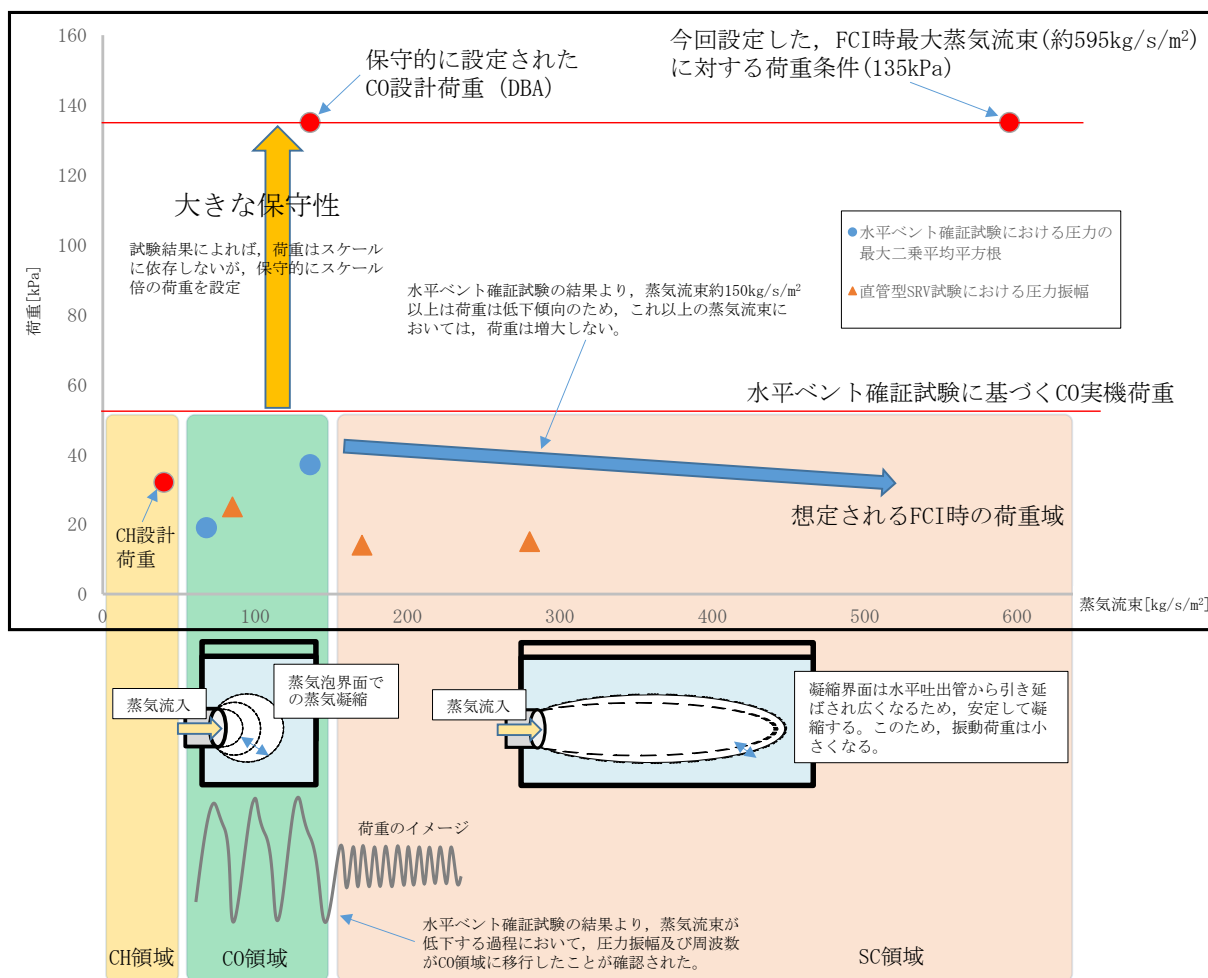 保守的に設定された
CO設計荷重 (DBA)
今回設定した，FCI時最大蒸気流束(約595kg/s/m²)
に対する荷重条件(135kPa)
160
140
120
100
80
60
40
20
0
荷重[kPa]
大きな保守性
試験結果によれば，荷重はスケール
に依存しないが，保守的にスケール
倍の荷重を設定
水平ベント確証試験の結果より，蒸気流束約150kg/s/m²
以上は荷重は低下傾向のため，これ以上の蒸気流束に
おいては，荷重は増大しない。
水平ベント確証試験における圧力の
最大二乗平均平方根
直管型SRV試験における圧力振幅
水平ベント確証試験に基づくCO実機荷重
想定されるFCI時の荷重域
CH設計
荷重
0
100
200
300
400
500
600
蒸気流束[kg/s/m²]
蒸気流入
蒸気泡界面で
の蒸気凝縮
蒸気流入
凝縮界面は水平吐出管から引き延
ばされ広くなるため，安定して凝
縮する。このため，振動荷重は小
さくなる。
荷重のイメージ
水平ベント確証試験の結果より，蒸気流束が
低下する過程において，圧力振幅及び周波数
がCO領域に移行したことが確認された。
CH領域
CO領域
SC領域